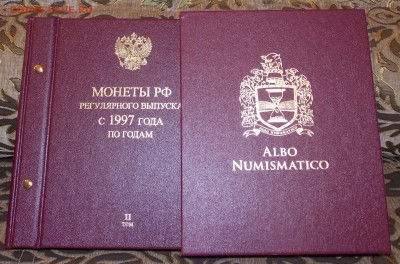 МОНЕТЫ РФ
РЕГУЛЯРНОГО ВЫПУСКА
С 1997 ГОДА
ПО ГОДАМ
II
ТОМ
ALBO
NUMISMATICO